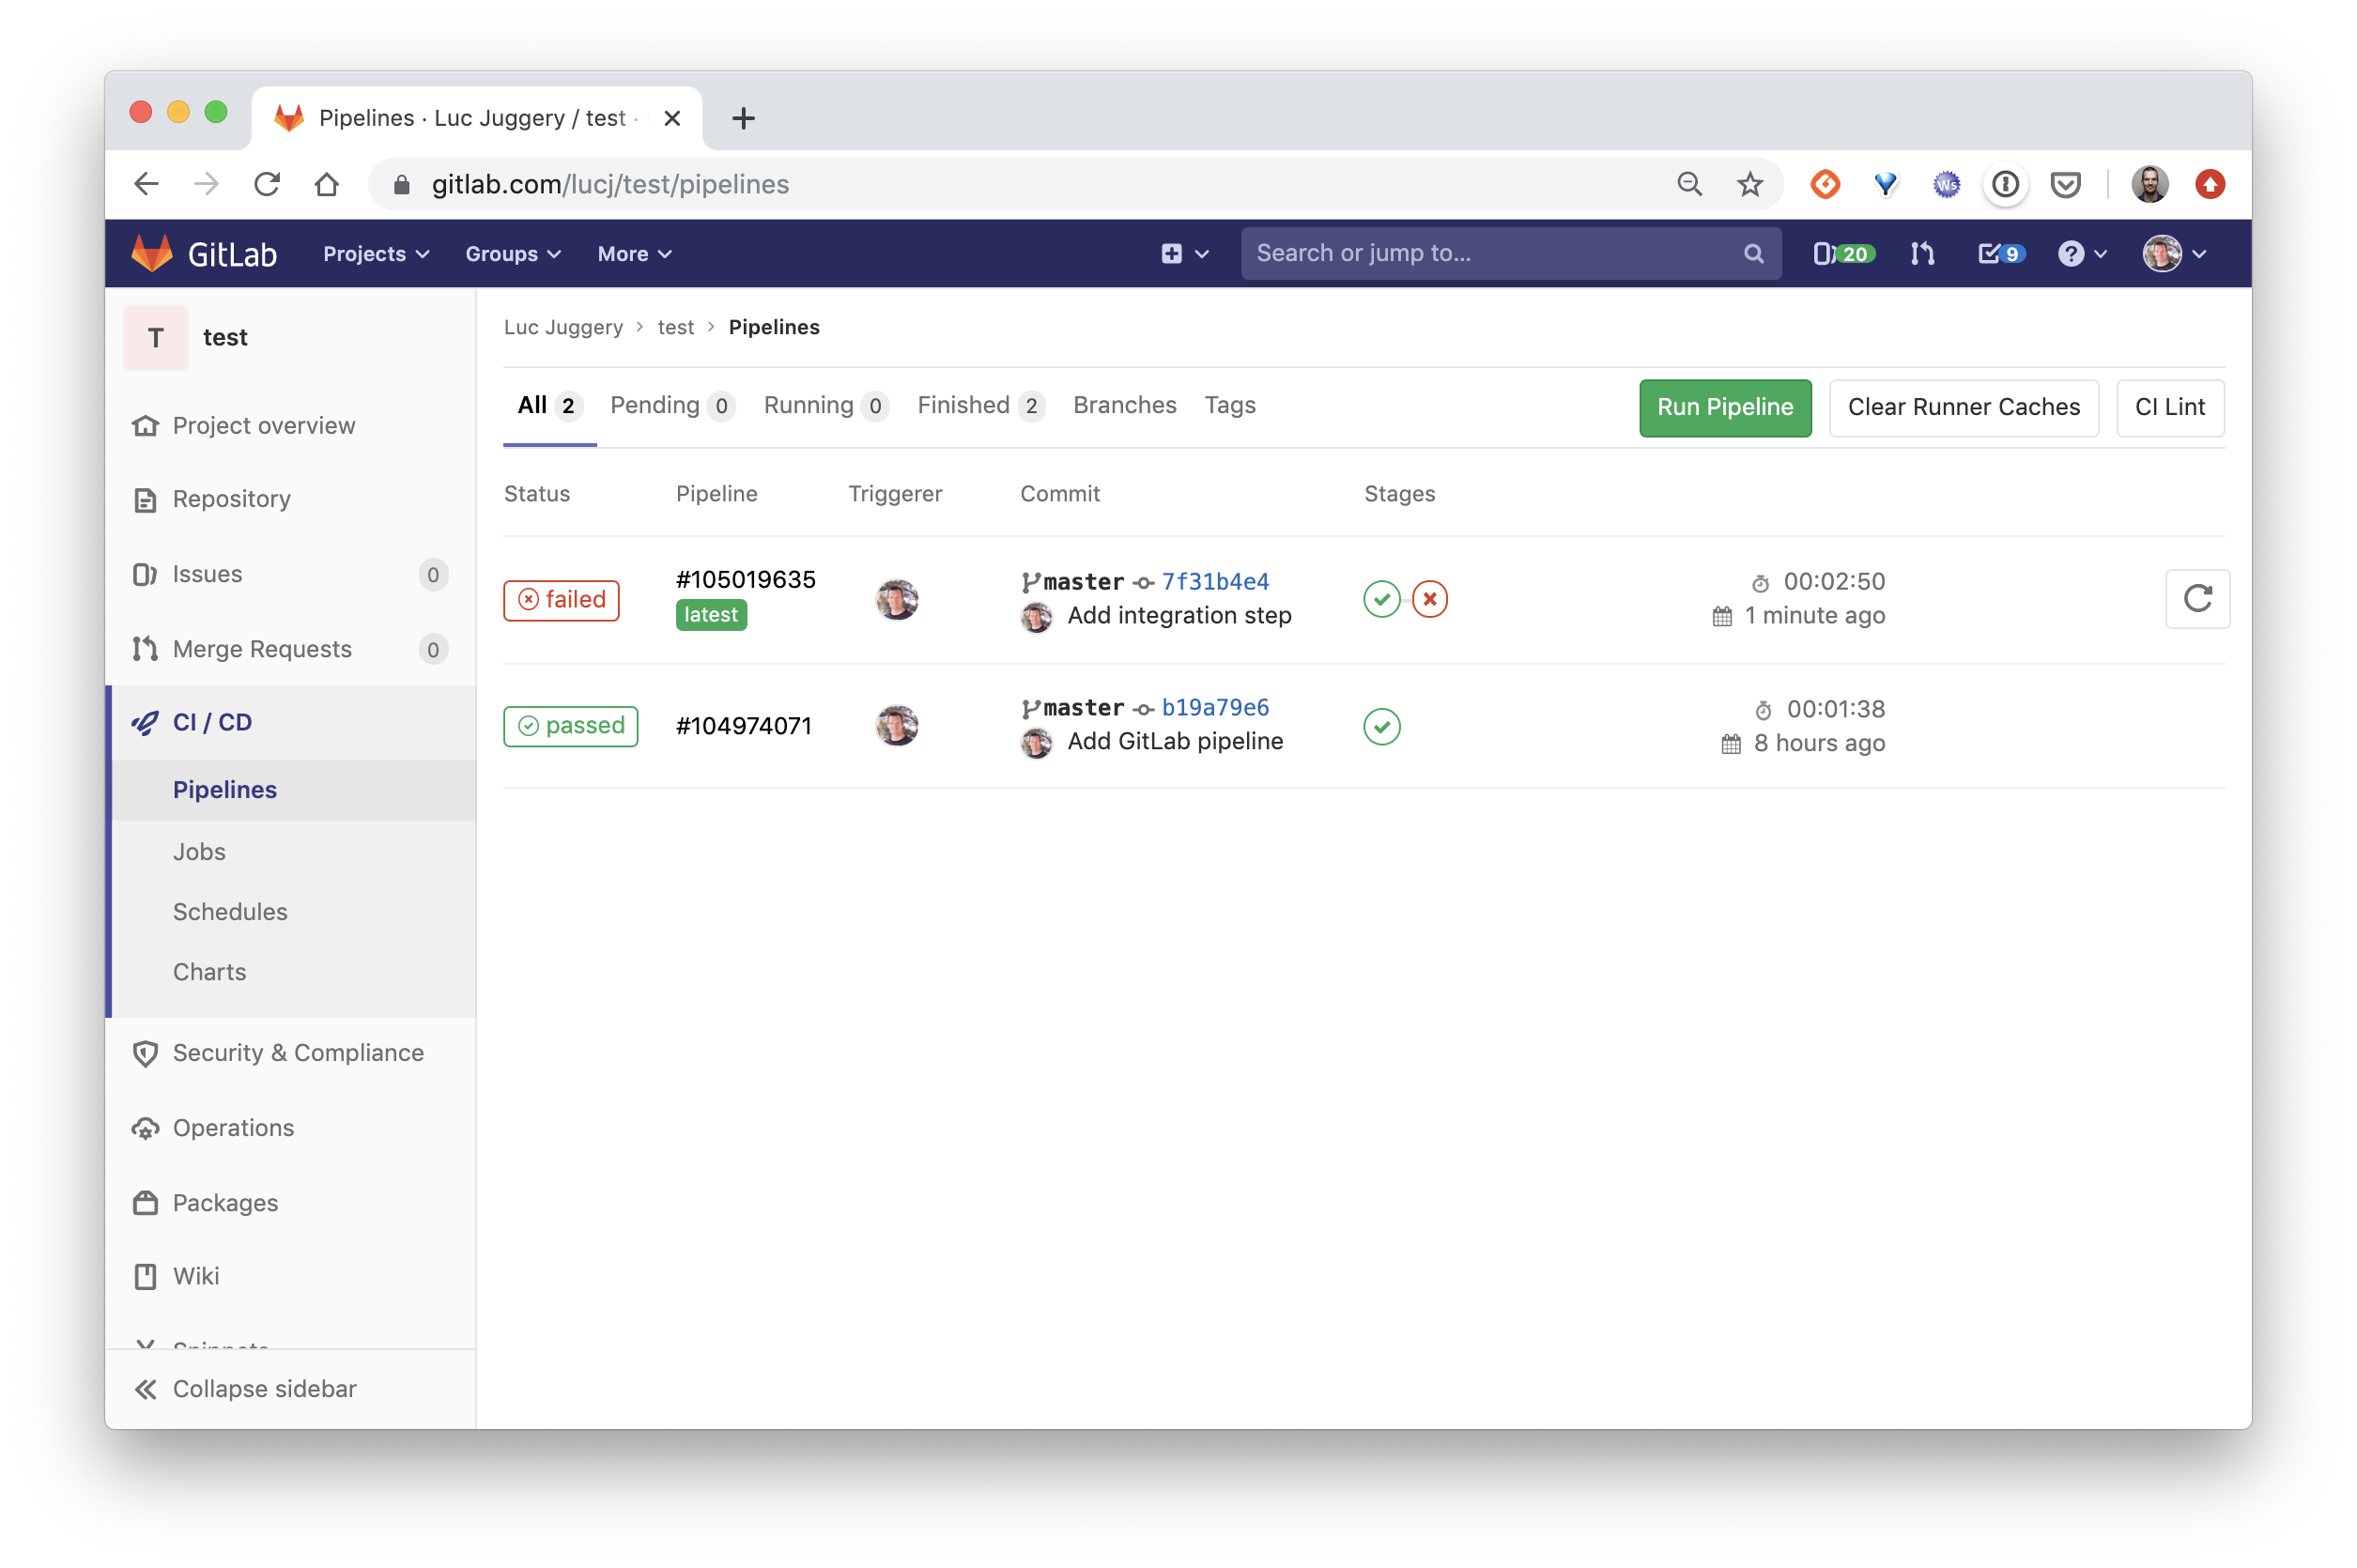 Pipelines · Luc Juggery / test ·
gitlab.com/lucj/test/pipelines
Ws
GitLab Projects Groups More Search or jump to... 20 9
T test
Project overview
Repository
Issues 0
Merge Requests 0
CI / CD
Pipelines
Jobs
Schedules
Charts
Security & Compliance
Operations
Packages
Wiki
Snippets
Collapse sidebar
Luc Juggery > test > Pipelines
All 2 Pending 0 Running 0 Finished 2 Branches Tags Run Pipeline Clear Runner Caches CI Lint
Status Pipeline Triggerer Commit Stages
failed #105019635 master 7f31b4e4 00:02:50
latest Add integration step 1 minute ago
passed #104974071 master b19a79e6 00:01:38
Add GitLab pipeline 8 hours ago